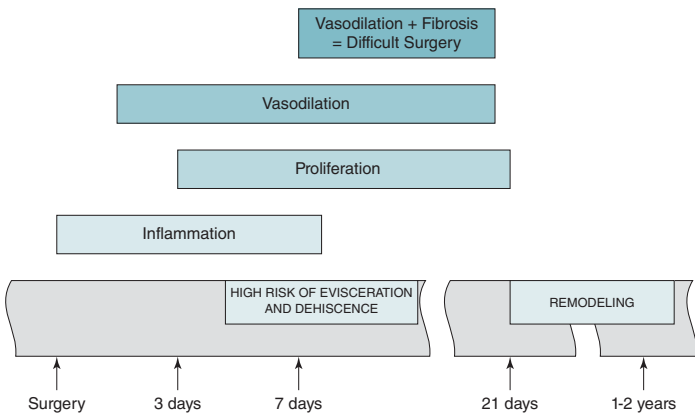 Vasodilation + Fibrosis
= Difficult Surgery
Vasodilation
Proliferation
Inflammation
HIGH RISK OF EVISCERATION
AND DEHISCENCE
REMODELING
Surgery
3 days
7 days
21 days
1-2 years